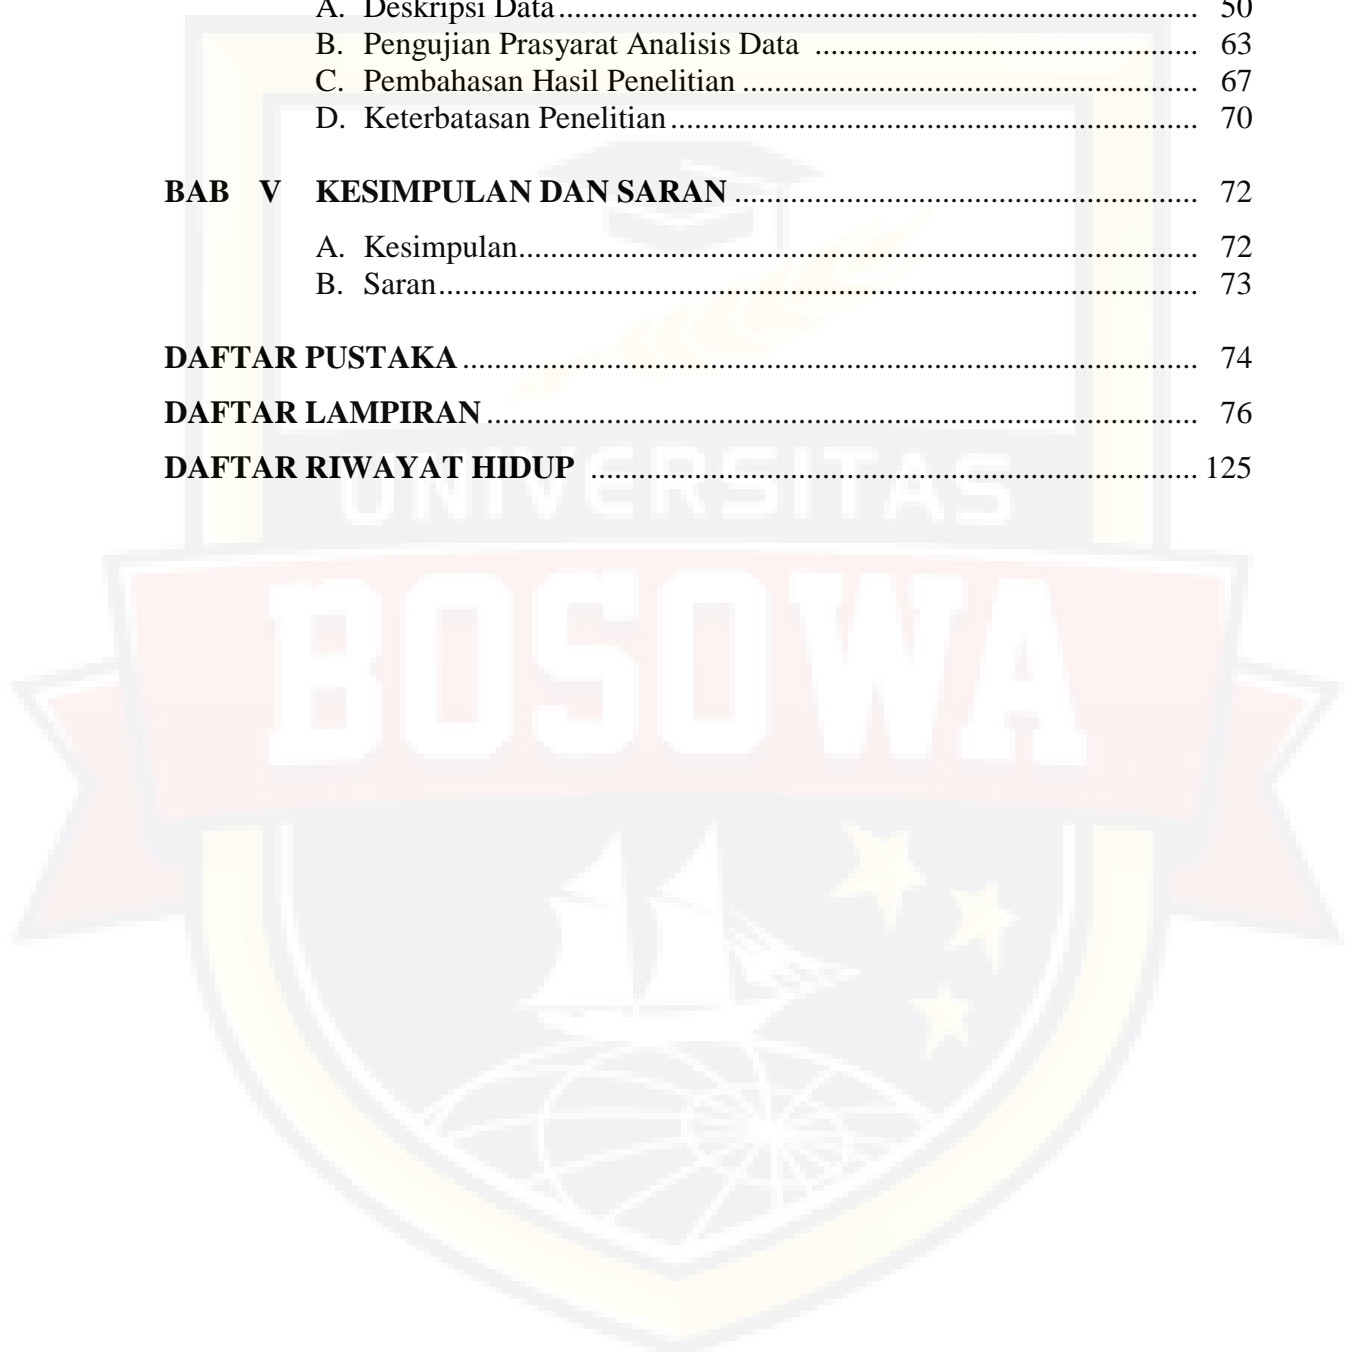 A. Deskripsi Data........................................................................ 50
B. Pengujian Prasyarat Analisis Data ........................................... 63
C. Pembahasan Hasil Penelitian .................................................... 67
D. Keterbatasan Penelitian............................................................ 70
BAB V KESIMPULAN DAN SARAN .................................................... 72
A. Kesimpulan............................................................................. 72
B. Saran...................................................................................... 73
DAFTAR PUSTAKA ................................................................................... 74
DAFTAR LAMPIRAN ................................................................................ 76
DAFTAR RIWAYAT HIDUP ..................................................................... 125
UNIVERSITAS
BOSOWA